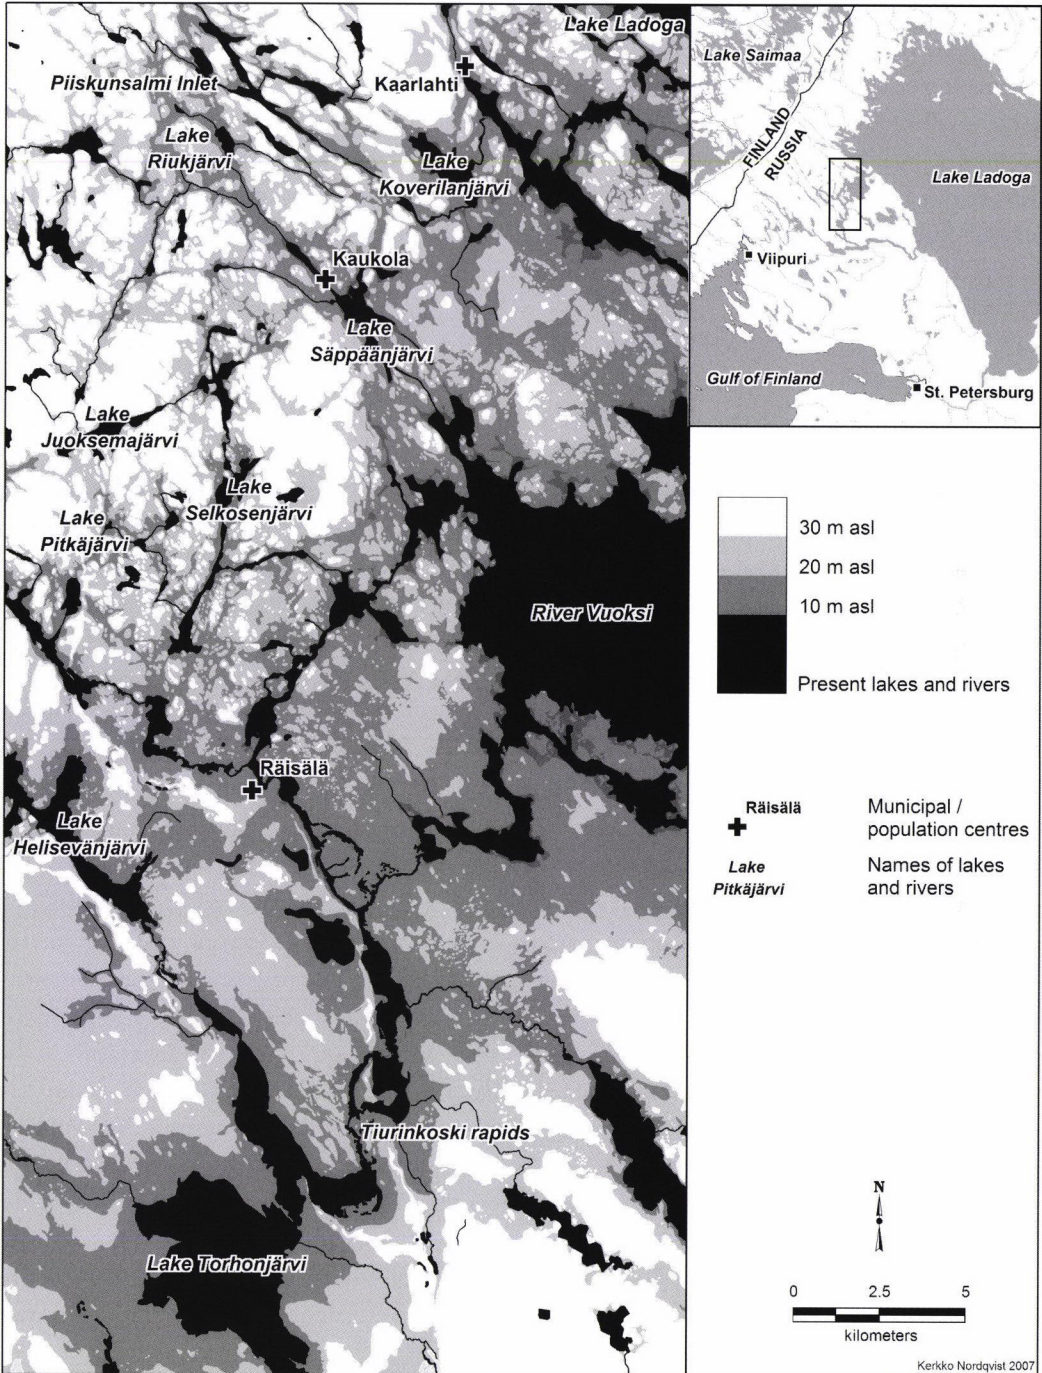 Lake Ladoga
Piiskunsalmi Inlet
Kaarlahti
Lake
Riukjärvi
Lake
Koverilanjärvi
Kaukola
Lake
Säppäänjärvi
Lake
Juoksemajärvi
Lake
Selkosenjärvi
Lake
Pitkäjärvi
River Vuoksi
Räisälä
Lake
Helisevänjärvi
Tiurinkoski rapids
Lake Torhonjärvi
Lake Saimaa
FINLAND
RUSSIA
Lake Ladoga
Viipuri
Gulf of Finland
St. Petersburg
30 m asl
20 m asl
10 m asl
Present lakes and rivers
Räisälä
Municipal /
population centres
Lake
Pitkäjärvi
Names of lakes
and rivers
N
0 2.5 5
kilometers
Kerkko Nordqvist 2007